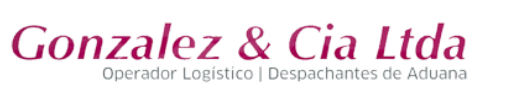 Gonzalez & Cia Ltda
Operador Logístico | Despachantes de Aduana